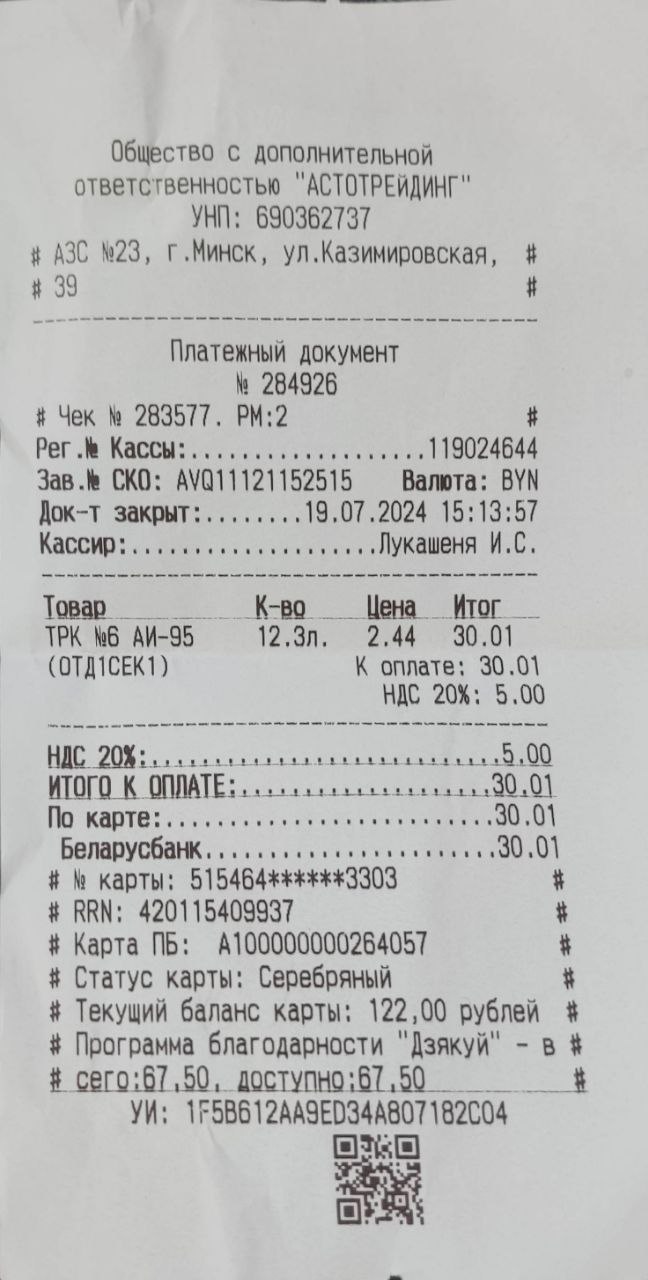 Общество с дополнительной
ответственностью "АСТОТРЕЙДИНГ"
УНП: 690362737
# АЗС №23, г.Минск, ул.Казимировская, #
# 39 #
Платежный документ
№ 284926
# Чек № 283577. РМ:2 #
Рег.№ Кассы:...................119024644
Зав.№ СКО: AVQ11121152515 Валюта: BYN
Док-т закрыт:........19.07.2024 15:13:57
Кассир:....................Лукашеня И.С.
Товар К-во Цена Итог
ТРК №6 АИ-95 12.3л. 2.44 30.01
(ОТД1СЕК1) К оплате: 30.01
НДС 20%: 5.00
НДС 20%:............................5.00
ИТОГО К ОПЛАТЕ:....................30.01
По карте:..........................30.01
Беларусбанк.......................30.01
# № карты: 515464******3303 #
# RRN: 420115409937 #
# Карта ПБ: А100000000264057 #
# Статус карты: Серебряный #
# Текущий баланс карты: 122,00 рублей #
# Программа благодарности "Дзякуй" - в #
# сего:67,50, доступно:67,50 #
УИ: 1F5B612AA9ED34A807182C04